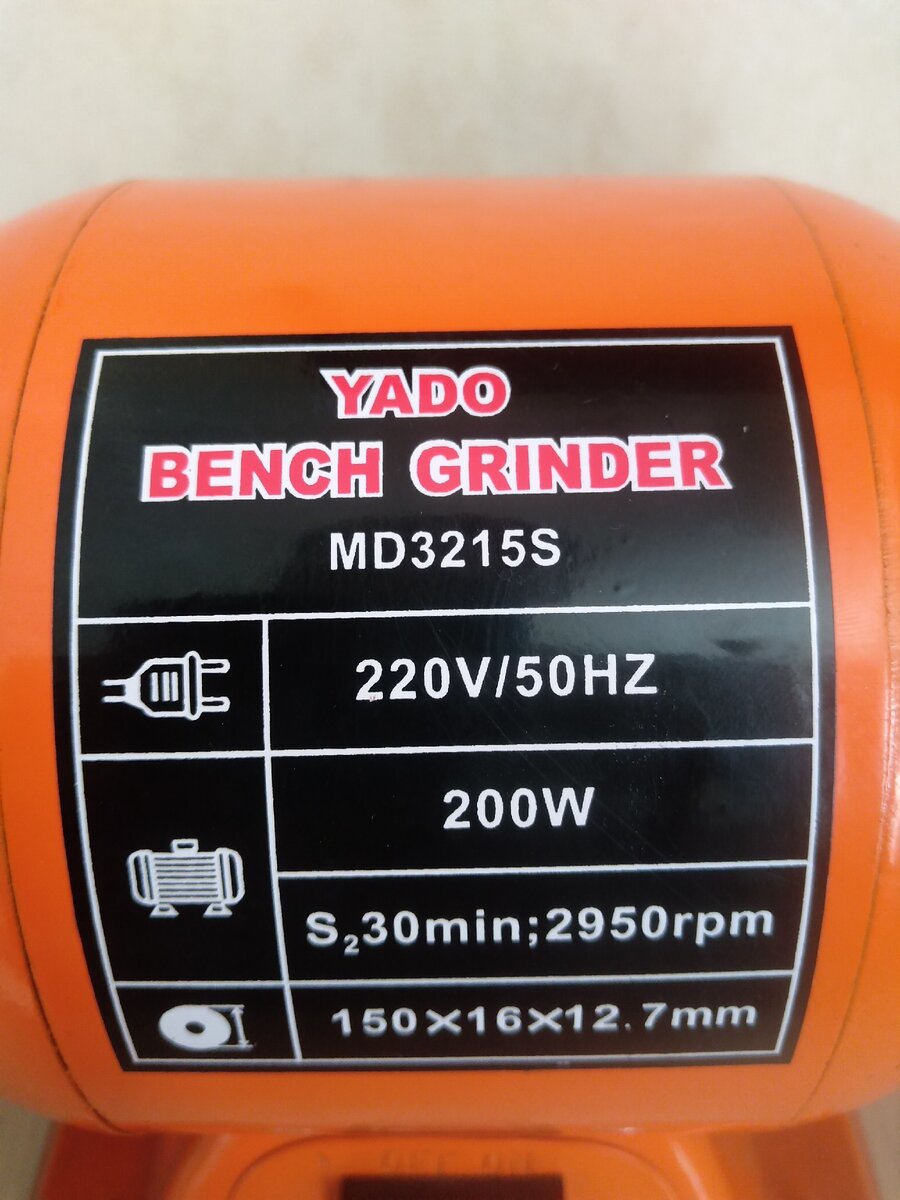 YADO
BENCH GRINDER
MD3215S
220V/50HZ
200W
S₂30min;2950rpm
150×16×12.7mm